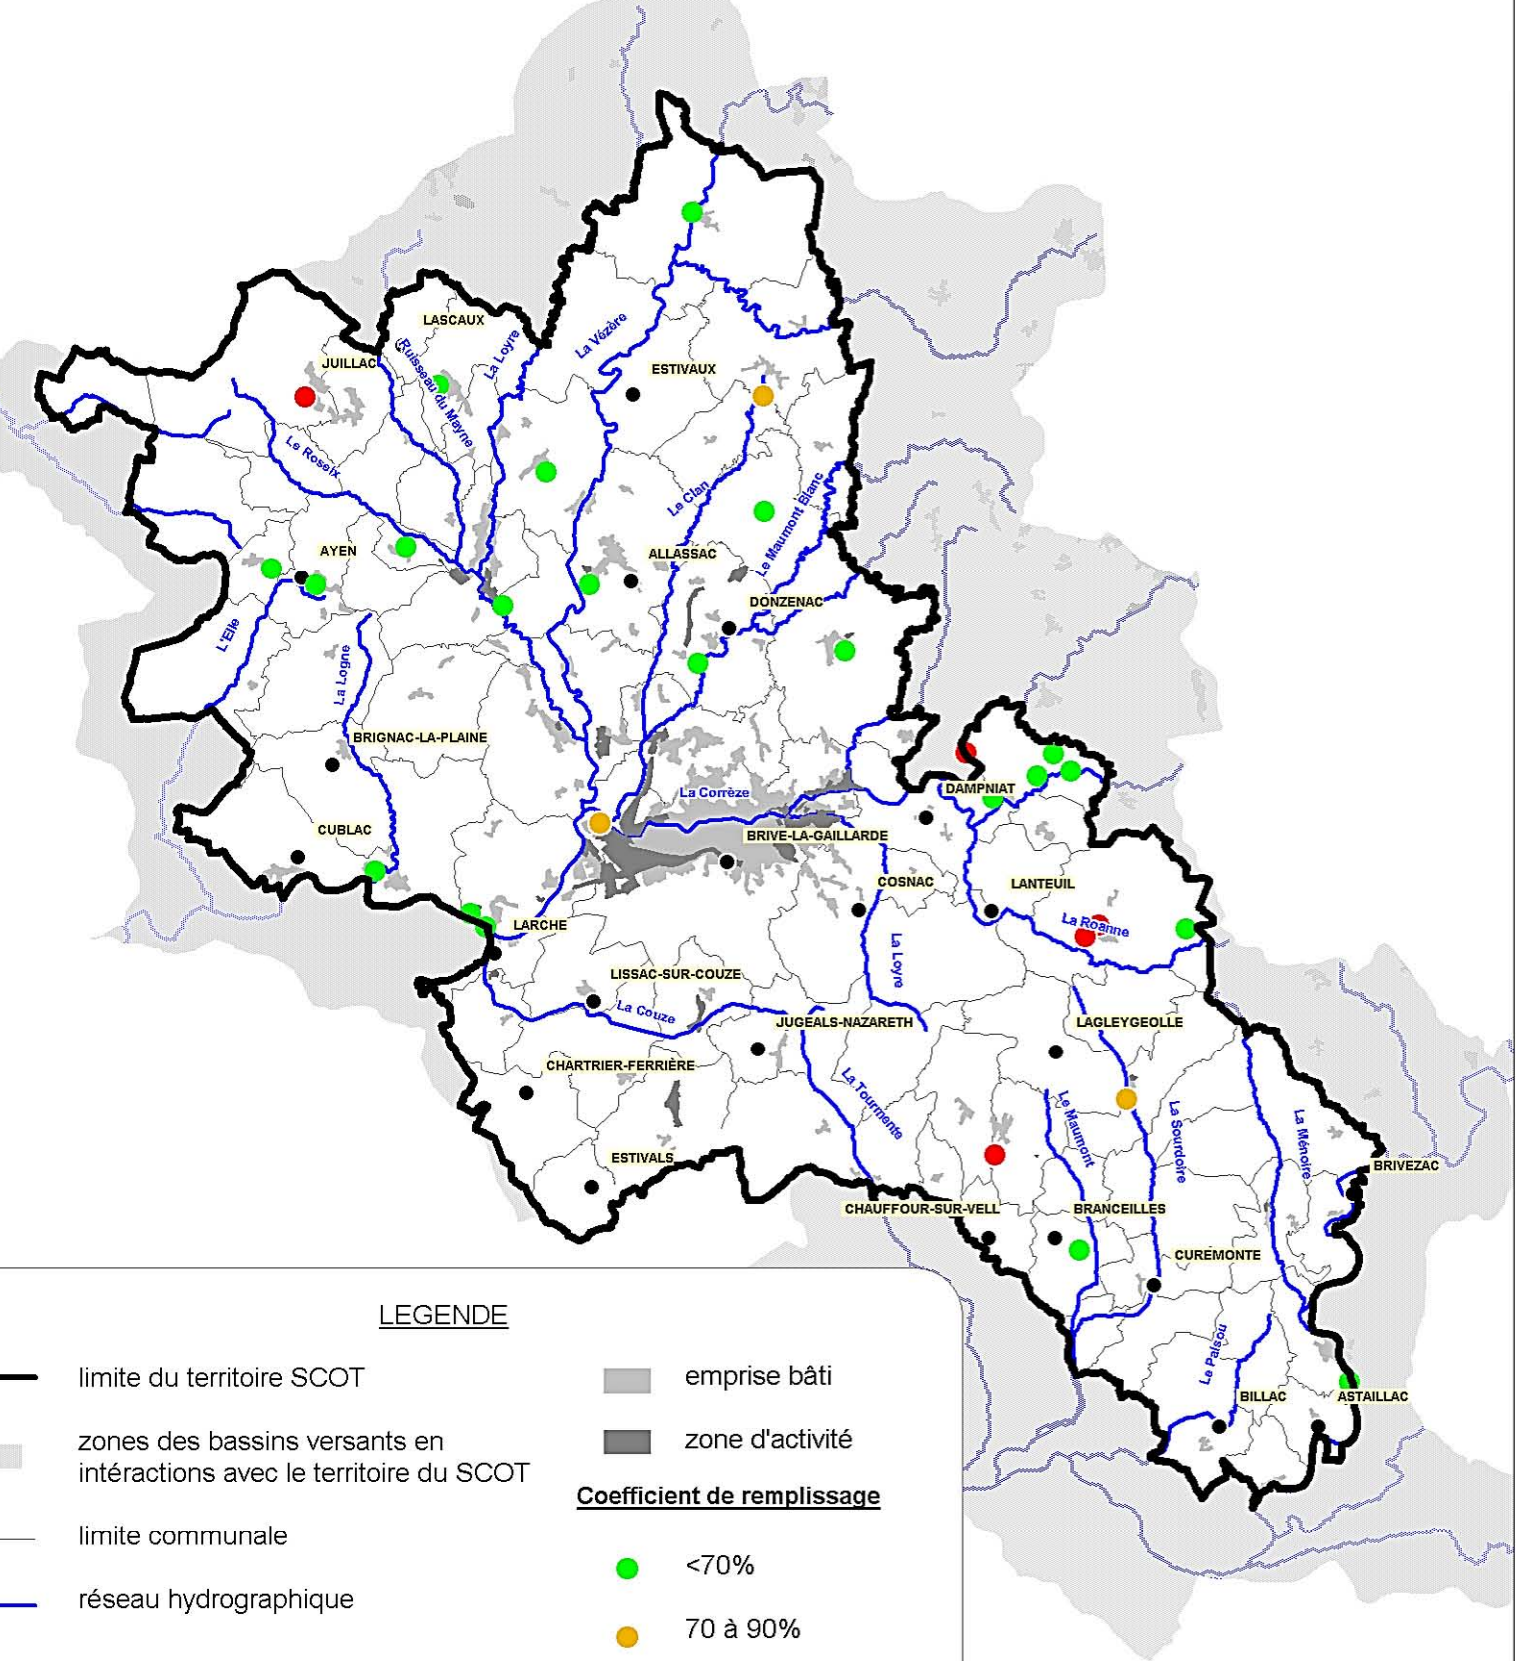 LASCAUX
JUILLAC
Ruisseau du Mayne
La Loyre
La Vézère
ESTIVAUX
Le Roseix
Le Clan
Le Maumont Blanc
AYEN
ALLASSAC
DONZENAC
L'Elle
La Logne
BRIGNAC-LA-PLAINE
La Corrèze
DAMPNIAT
CUBLAC
BRIVE-LA-GAILLARDE
COSNAC
LANTEUIL
LARCHE
La Roanne
La Loyre
LISSAC-SUR-COUZE
La Couze
JUGEALS-NAZARETH
LAGLEYGEOLLE
CHARTRIER-FERRIÈRE
La Tourmente
Le Maumont
La Sourdoire
La Ménoire
ESTIVALS
BRIVEZAC
CHAUFFOUR-SUR-VELL
BRANCEILLES
CUREMONTE
Le Palsou
BILLAC
ASTAILLAC
LEGENDE
limite du territoire SCOT
zones des bassins versants en
intéractions avec le territoire du SCOT
limite communale
réseau hydrographique
emprise bâti
zone d'activité
Coefficient de remplissage
<70%
70 à 90%